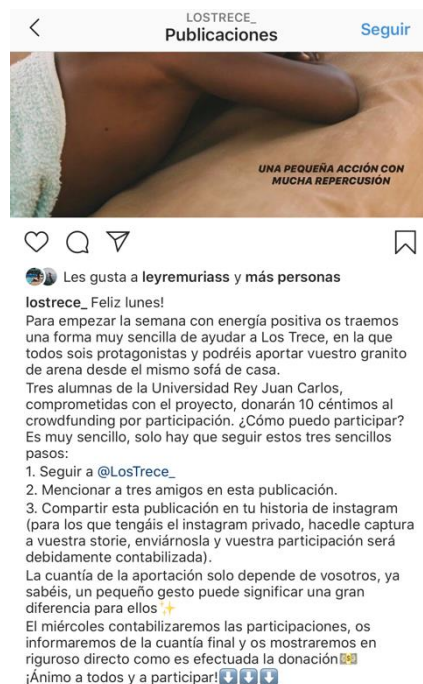 LOSTRECE_
Publicaciones
Seguir
UNA PEQUEÑA ACCIÓN CON
MUCHA REPERCUSIÓN
Les gusta a leyremuriass y más personas
lostrece_ Feliz lunes!
Para empezar la semana con energía positiva os traemos
una forma muy sencilla de ayudar a Los Trece, en la que
todos sois protagonistas y podréis aportar vuestro granito
de arena desde el mismo sofá de casa.
Tres alumnas de la Universidad Rey Juan Carlos,
comprometidas con el proyecto, donarán 10 céntimos al
crowdfunding por participación. ¿Cómo puedo participar?
Es muy sencillo, solo hay que seguir estos tres sencillos
pasos:
1. Seguir a @LosTrece_
2. Mencionar a tres amigos en esta publicación.
3. Compartir esta publicación en tu historia de instagram
(para los que tengáis el instagram privado, hacedle captura
a vuestra storie, enviárnosla y vuestra participación será
debidamente contabilizada).
La cuantía de la aportación solo depende de vosotros, ya
sabéis, un pequeño gesto puede significar una gran
diferencia para ellos✨
El miércoles contabilizaremos las participaciones, os
informaremos de la cuantía final y os mostraremos en
riguroso directo como es efectuada la donación💶
¡Ánimo a todos y a participar!⬇️⬇️⬇️